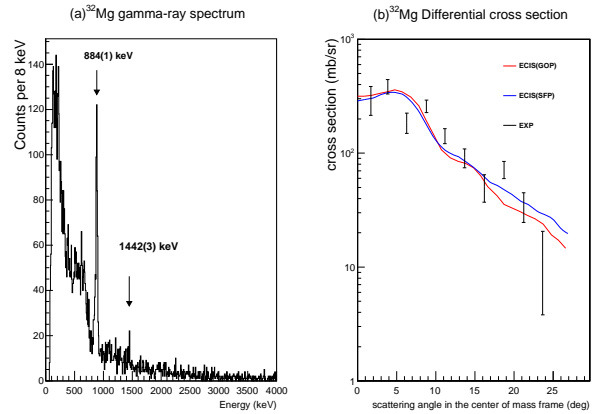 (a)³²Mg gamma-ray spectrum
Counts per 8 keV
884(1) keV
1442(3) keV
140
120
100
80
60
40
20
0
0 500 1000 1500 2000 2500 3000 3500 4000
Energy (keV)
(b)³²Mg Differential cross section
cross section (mb/sr)
ECIS(GOP)
ECIS(SFP)
EXP
10³
10²
10
1
0 5 10 15 20 25
scattering angle in the center of mass frame (deg)